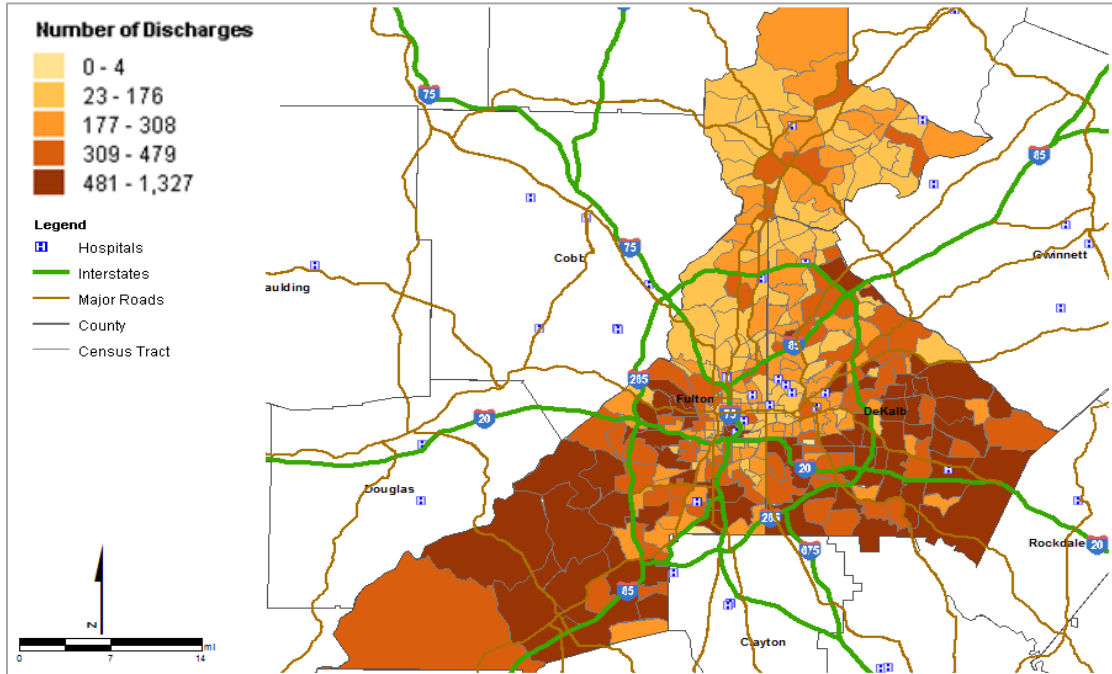 Number of Discharges
0 - 4
23 - 176
177 - 308
309 - 479
481 - 1,327
Legend
H Hospitals
Interstates
Major Roads
County
Census Tract
75
85
75
Cobb
Gwinnett
aulding
85
285
Fulton
75
DeKalb
20
20
Douglas
285
675
Rockdale
20
85
Clayton
N
0 7 14 mi